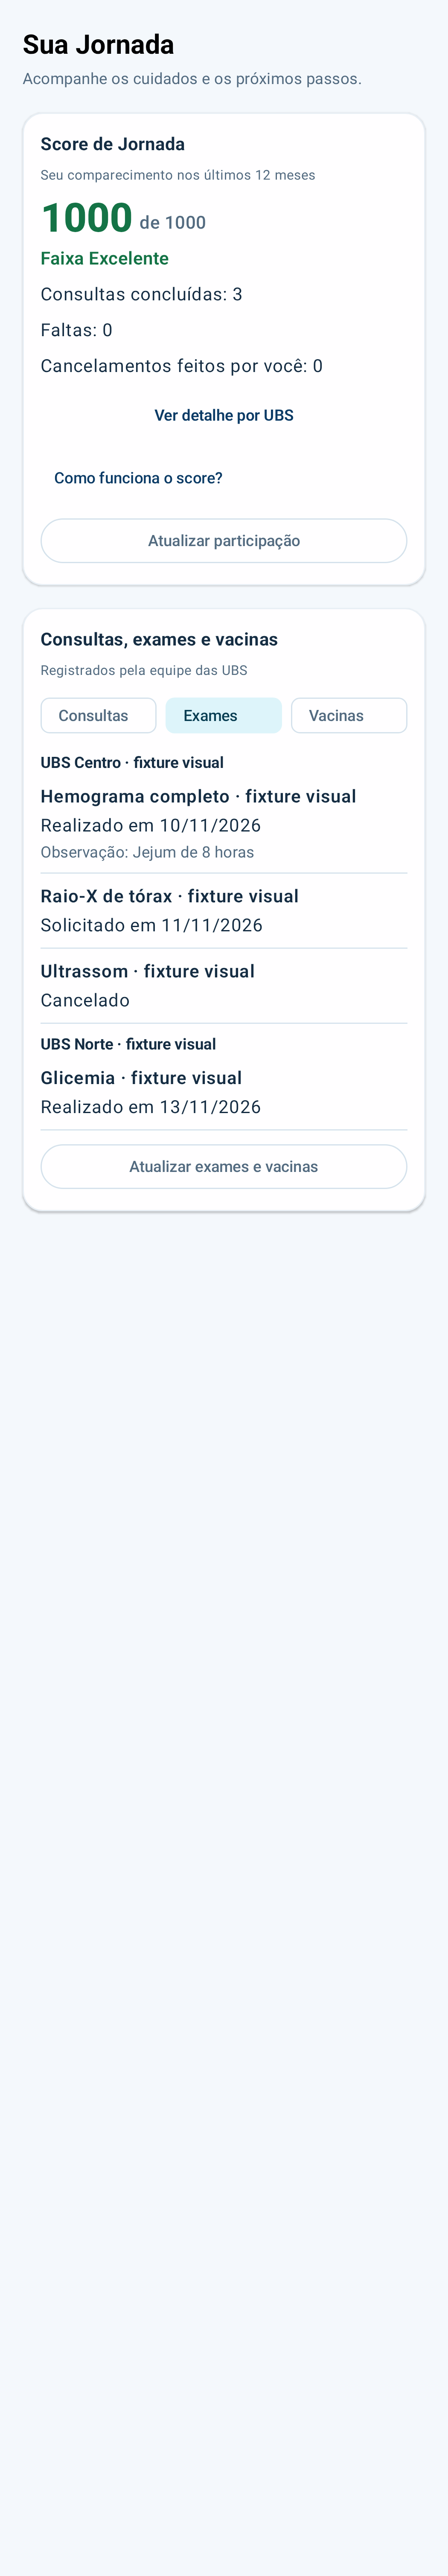 Sua Jornada
Acompanhe os cuidados e os próximos passos.
Score de Jornada
Seu comparecimento nos últimos 12 meses
1000 de 1000
Faixa Excelente
Consultas concluídas: 3
Faltas: 0
Cancelamentos feitos por você: 0
Ver detalhe por UBS
Como funciona o score?
Atualizar participação
Consultas, exames e vacinas
Registrados pela equipe das UBS
Consultas
Exames
Vacinas
UBS Centro · fixture visual
Hemograma completo · fixture visual
Realizado em 10/11/2026
Observação: Jejum de 8 horas
Raio-X de tórax · fixture visual
Solicitado em 11/11/2026
Ultrassom · fixture visual
Cancelado
UBS Norte · fixture visual
Glicemia · fixture visual
Realizado em 13/11/2026
Atualizar exames e vacinas